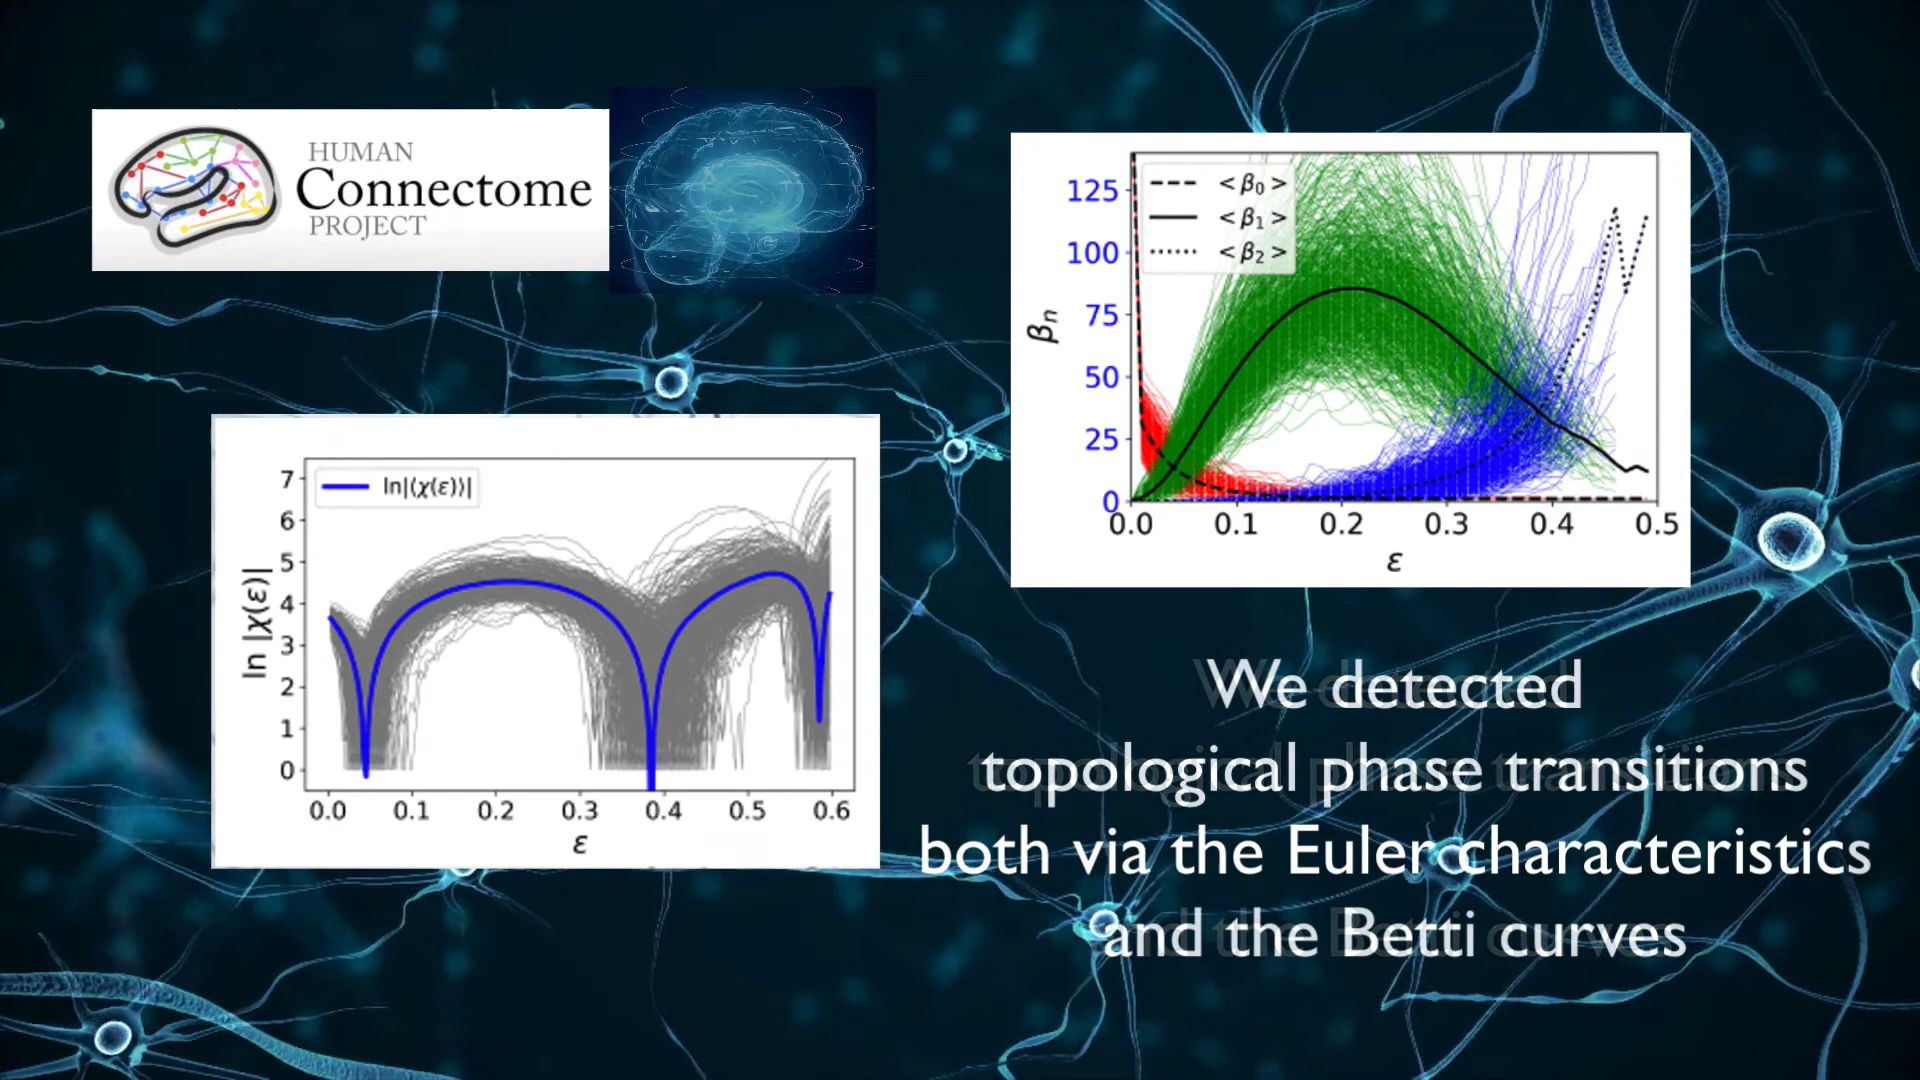 HUMAN
Connectome
PROJECT
ln|⟨χ(ε)⟩|
ln |χ(ε)|
7
6
5
4
3
2
1
0
0.0 0.1 0.2 0.3 0.4 0.5 0.6
ε
< β₀ >
< β₁ >
< β₂ >
βₙ
125
100
75
50
25
0
0.0 0.1 0.2 0.3 0.4 0.5
ε
We detected
topological phase transitions
both via the Euler characteristics
and the Betti curves